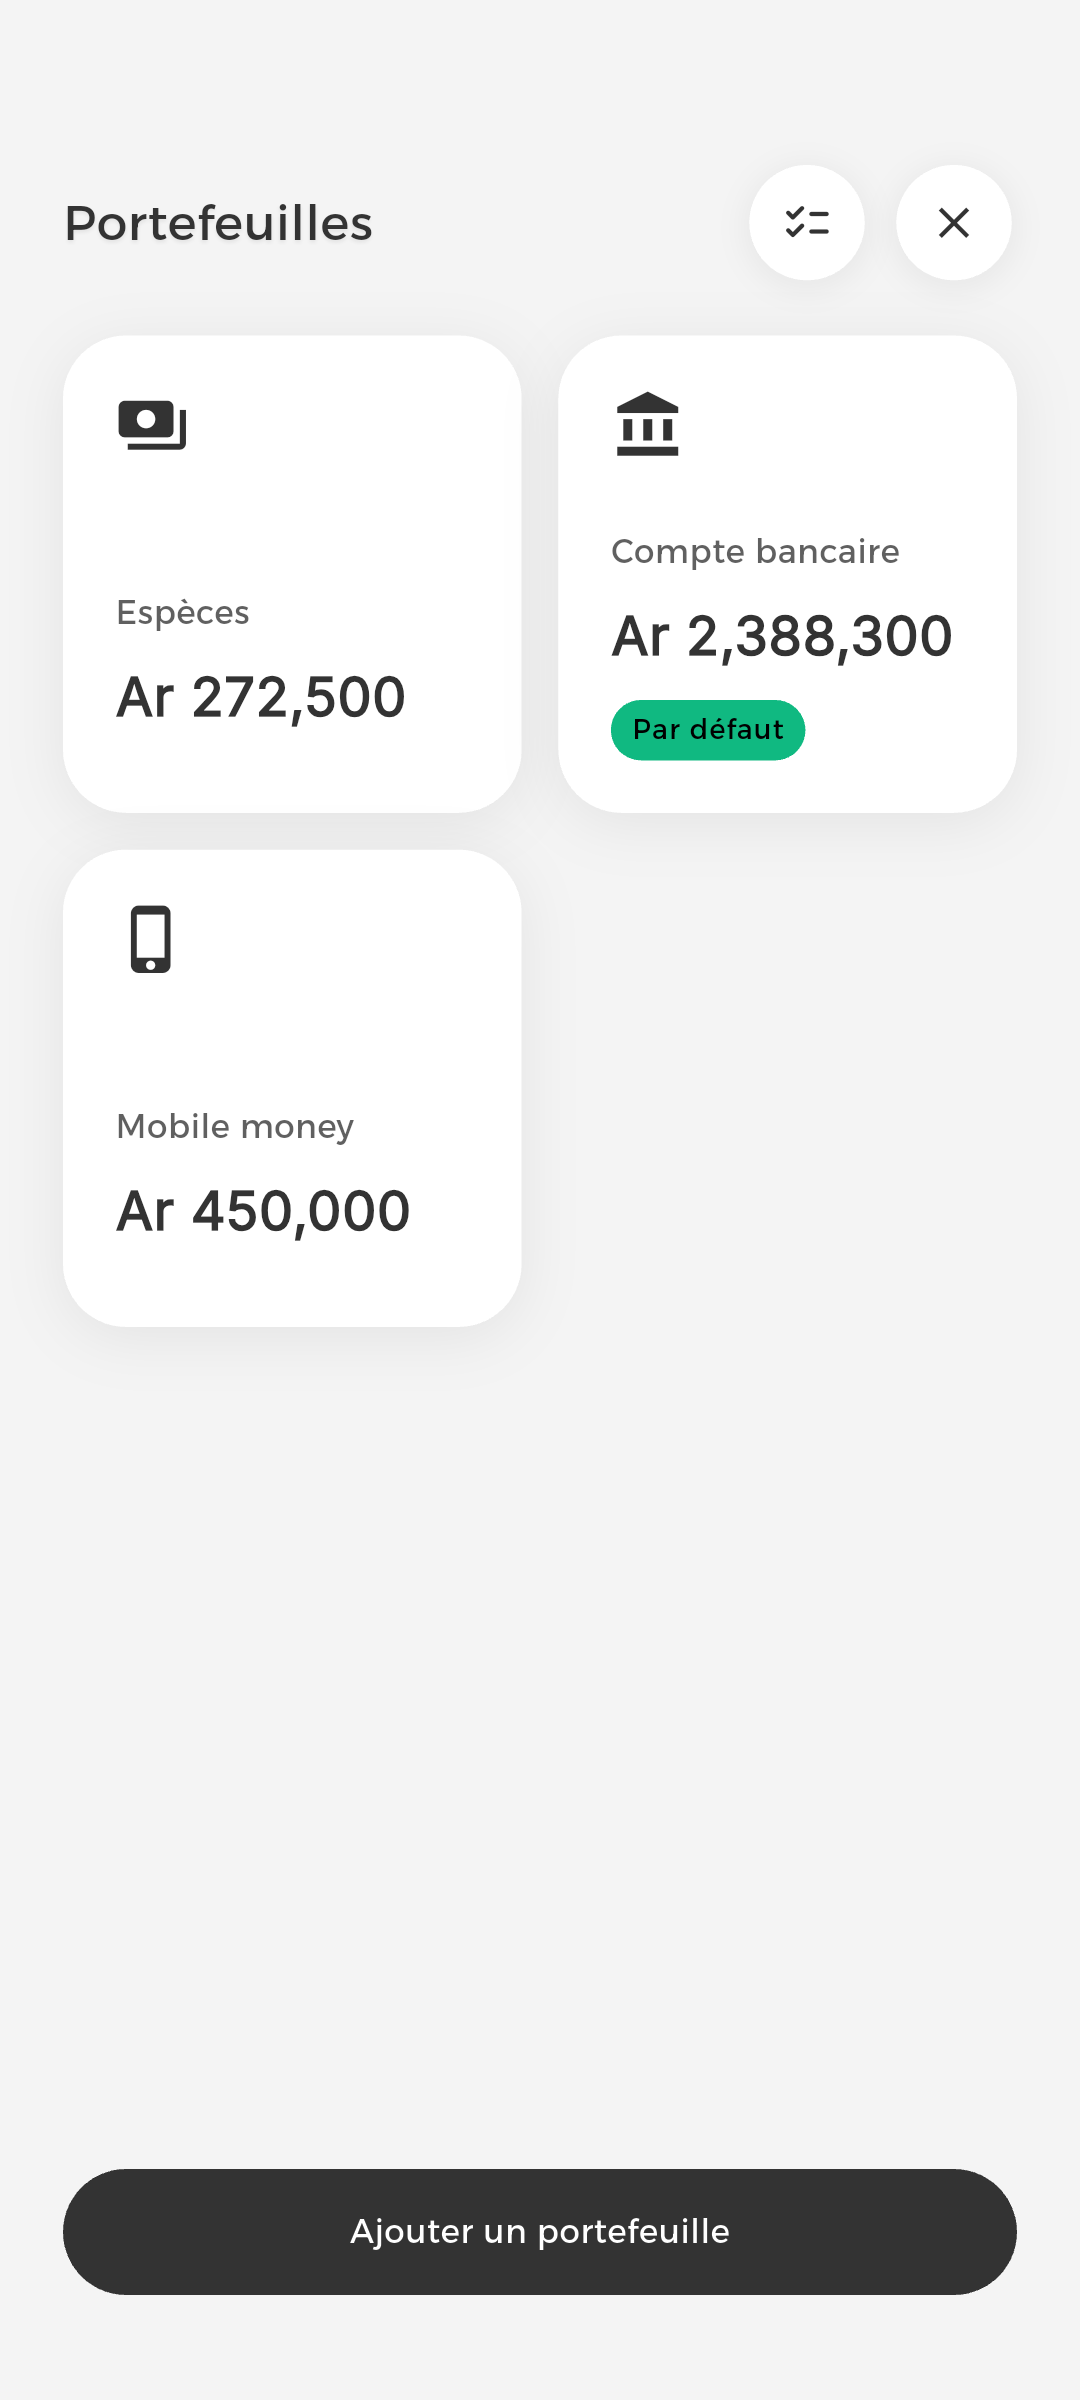 Portefeuilles
Espèces
Ar 272,500
Compte bancaire
Ar 2,388,300
Par défaut
Mobile money
Ar 450,000
Ajouter un portefeuille